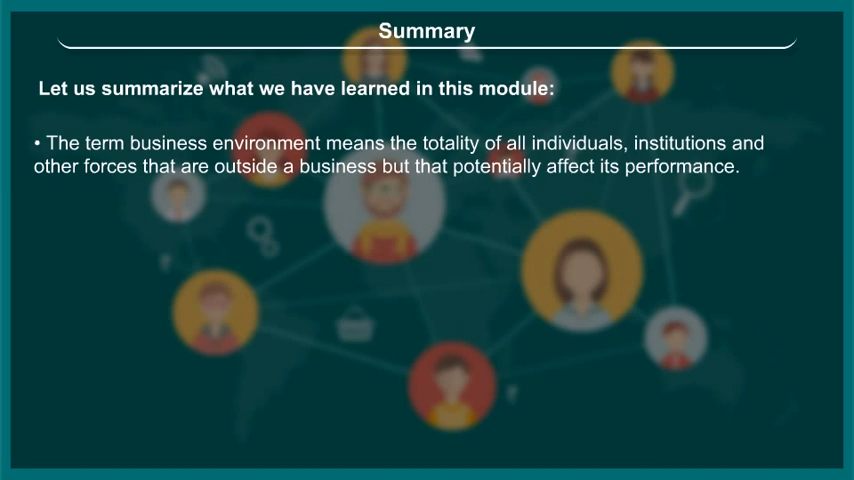 Summary
Let us summarize what we have learned in this module:
• The term business environment means the totality of all individuals, institutions and
other forces that are outside a business but that potentially affect its performance.